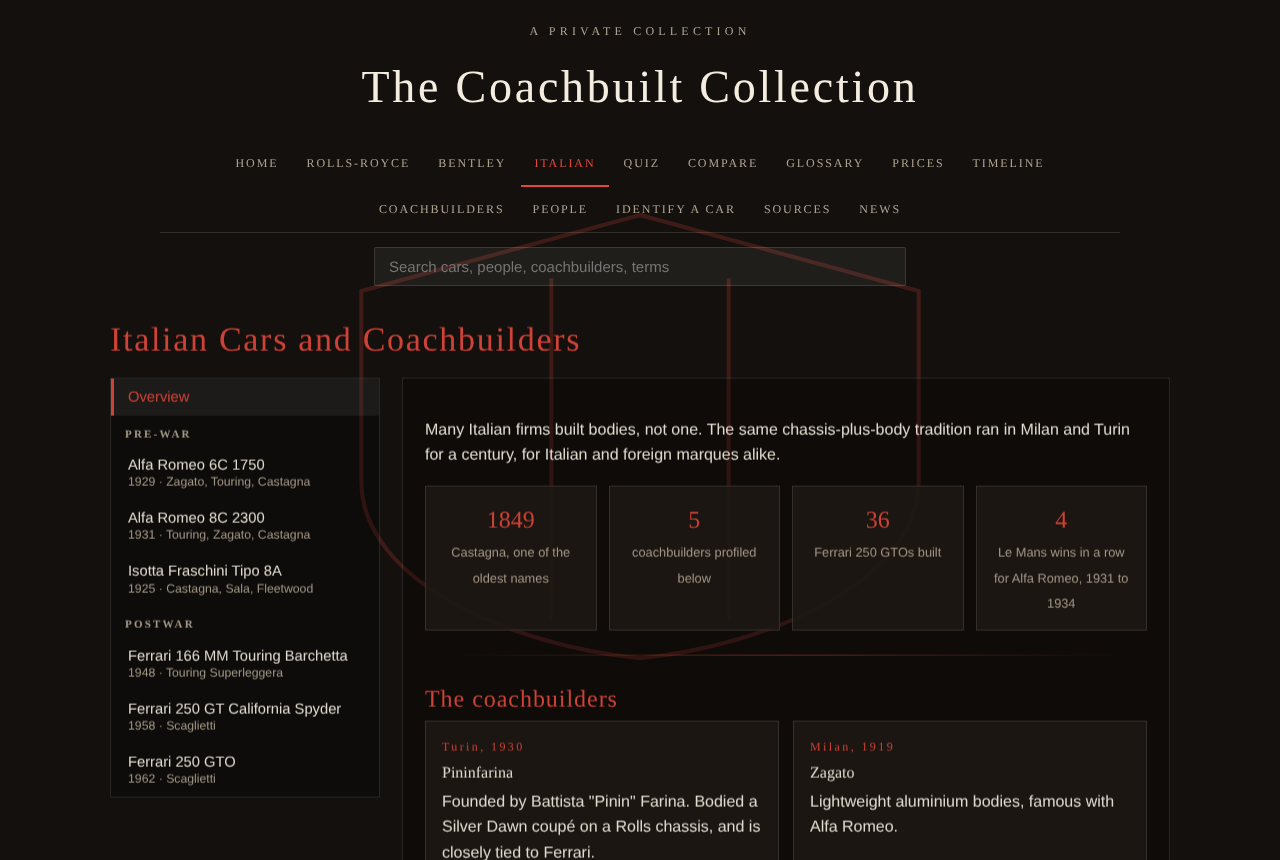 A PRIVATE COLLECTION
The Coachbuilt Collection
HOME ROLLS-ROYCE BENTLEY ITALIAN QUIZ COMPARE GLOSSARY PRICES TIMELINE
COACHBUILDERS PEOPLE IDENTIFY A CAR SOURCES NEWS
Search cars, people, coachbuilders, terms
Italian Cars and Coachbuilders
Overview
PRE-WAR
Alfa Romeo 6C 1750
1929 · Zagato, Touring, Castagna
Alfa Romeo 8C 2300
1931 · Touring, Zagato, Castagna
Isotta Fraschini Tipo 8A
1925 · Castagna, Sala, Fleetwood
POSTWAR
Ferrari 166 MM Touring Barchetta
1948 · Touring Superleggera
Ferrari 250 GT California Spyder
1958 · Scaglietti
Ferrari 250 GTO
1962 · Scaglietti
Many Italian firms built bodies, not one. The same chassis-plus-body tradition ran in Milan and Turin
for a century, for Italian and foreign marques alike.
1849
Castagna, one of the
oldest names
5
coachbuilders profiled
below
36
Ferrari 250 GTOs built
4
Le Mans wins in a row
for Alfa Romeo, 1931 to
1934
The coachbuilders
Turin, 1930
Pininfarina
Founded by Battista "Pinin" Farina. Bodied a
Silver Dawn coupé on a Rolls chassis, and is
closely tied to Ferrari.
Milan, 1919
Zagato
Lightweight aluminium bodies, famous with
Alfa Romeo.